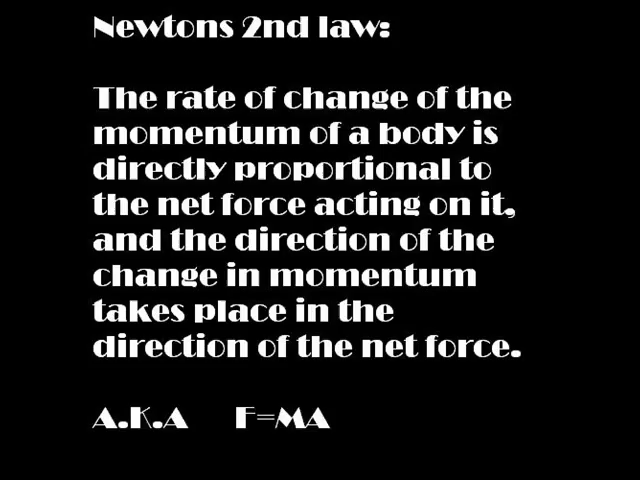 Newtons 2nd law:
The rate of change of the
momentum of a body is
directly proportional to
the net force acting on it,
and the direction of the
change in momentum
takes place in the
direction of the net force.
A.K.A F=MA